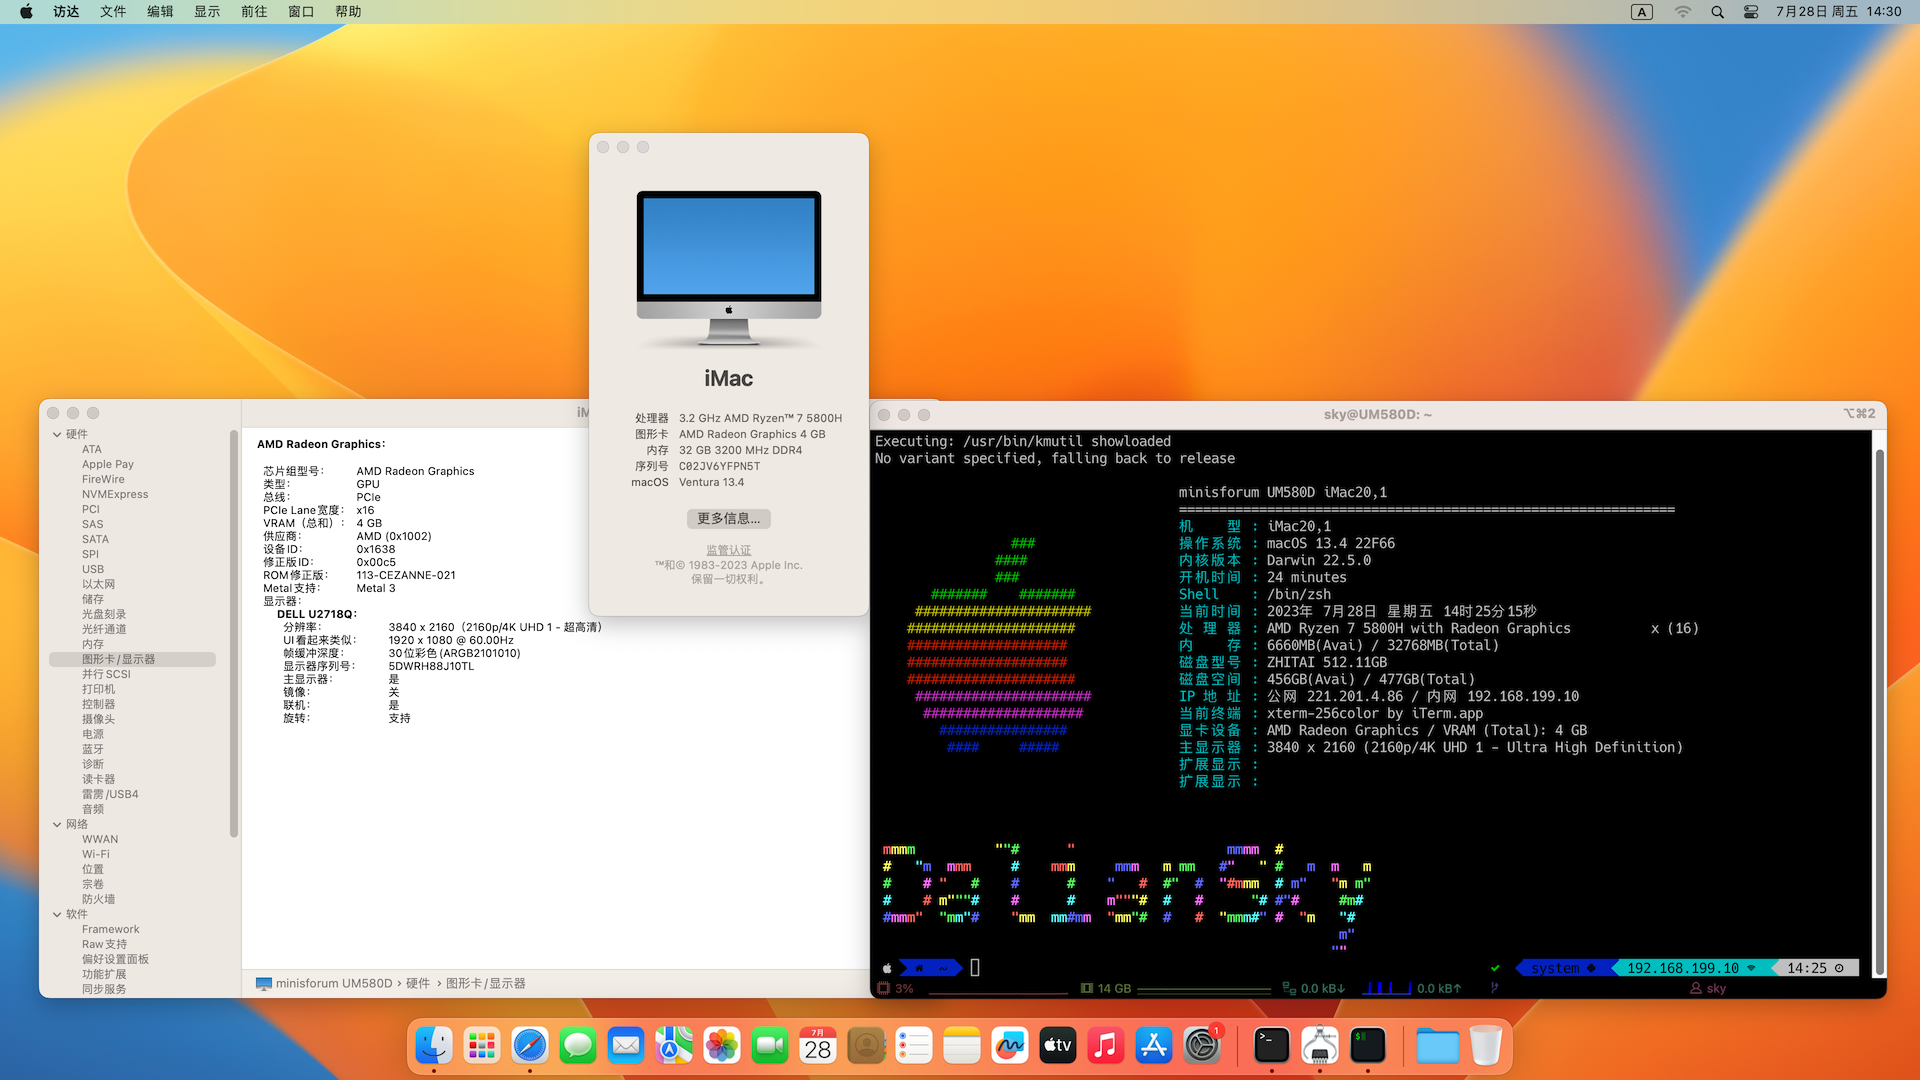 访达 文件 编辑 显示 前往 窗口 帮助
A 7月28日 周五 14:30
iMac
处理器 3.2 GHz AMD Ryzen™ 7 5800H
图形卡 AMD Radeon Graphics 4 GB
内存 32 GB 3200 MHz DDR4
序列号 C02JV6YFPN5T
macOS Ventura 13.4
更多信息...
监管认证
™和© 1983-2023 Apple Inc.
保留一切权利。
硬件
ATA
Apple Pay
FireWire
NVMExpress
PCI
SAS
SATA
SPI
USB
以太网
储存
光盘刻录
光纤通道
内存
图形卡/显示器
并行SCSI
打印机
控制器
摄像头
电源
蓝牙
诊断
读卡器
雷雳/USB4
音频
网络
WWAN
Wi-Fi
位置
宗卷
防火墙
软件
Framework
Raw支持
偏好设置面板
功能扩展
同步服务
AMD Radeon Graphics：
芯片组型号： AMD Radeon Graphics
类型： GPU
总线： PCIe
PCIe Lane宽度： x16
VRAM（总和）： 4 GB
供应商： AMD (0x1002)
设备ID： 0x1638
修正版ID： 0x00c5
ROM修正版： 113-CEZANNE-021
Metal支持： Metal 3
显示器：
DELL U2718Q：
分辨率： 3840 x 2160（2160p/4K UHD 1 - 超高清）
UI看起来类似： 1920 x 1080 @ 60.00Hz
帧缓冲深度： 30位彩色 (ARGB2101010)
显示器序列号： 5DWRH88J10TL
主显示器： 是
镜像： 关
联机： 是
旋转： 支持
minisforum UM580D › 硬件 › 图形卡/显示器
sky@UM580D: ~ ⌥⌘2
Executing: /usr/bin/kmutil showloaded
No variant specified, falling back to release
minisforum UM580D iMac20,1
==============================================================
机 型 : iMac20,1
操作系统 : macOS 13.4 22F66
内核版本 : Darwin 22.5.0
开机时间 : 24 minutes
Shell : /bin/zsh
当前时间 : 2023年 7月28日 星期五 14时25分15秒
处 理 器 : AMD Ryzen 7 5800H with Radeon Graphics x (16)
内 存 : 6660MB(Avai) / 32768MB(Total)
磁盘型号 : ZHITAI 512.11GB
磁盘空间 : 456GB(Avai) / 477GB(Total)
IP 地 址 : 公网 221.201.4.86 / 内网 192.168.199.10
当前终端 : xterm-256color by iTerm.app
显卡设备 : AMD Radeon Graphics / VRAM (Total): 4 GB
主显示器 : 3840 x 2160 (2160p/4K UHD 1 - Ultra High Definition)
扩展显示 :
扩展显示 :
DalianSky
~ system 192.168.199.10 14:25
3% 14 GB 0.0 kB↓ 0.0 kB↑ sky
7月
28
tv
1